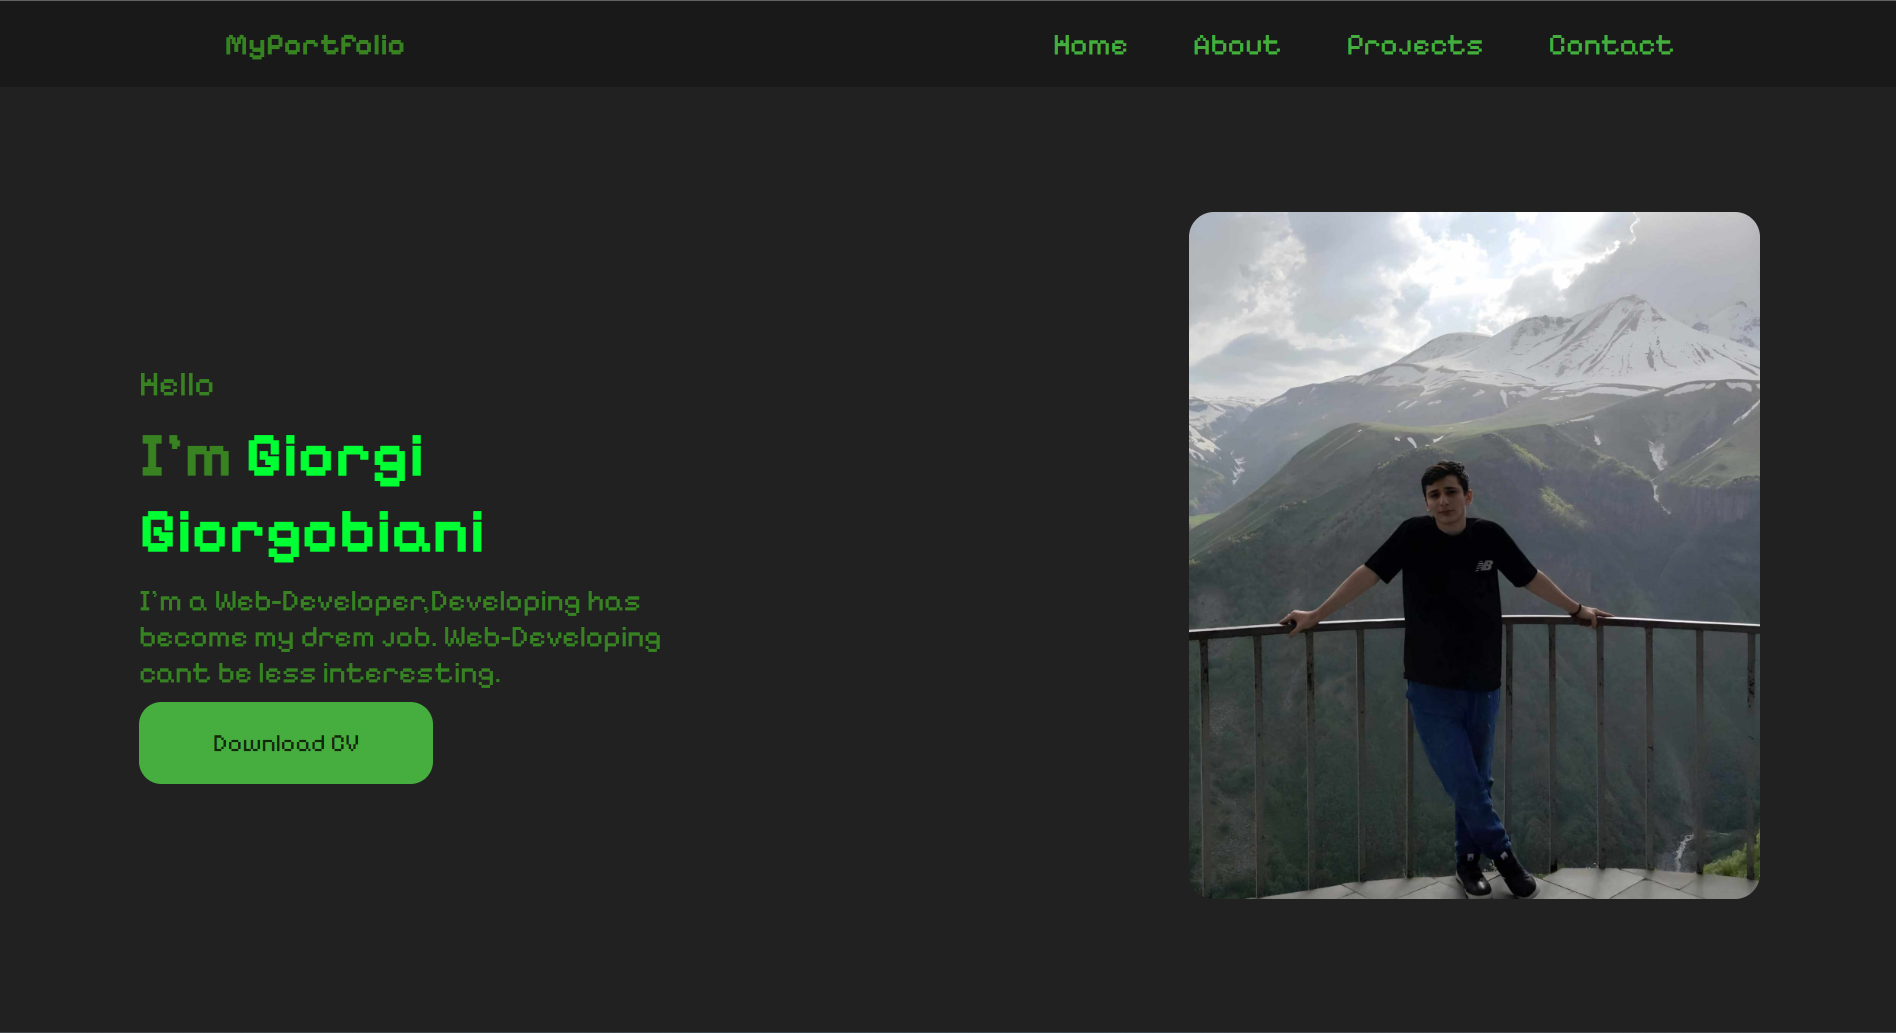 MyPortfolio
Home About Projects Contact
Hello
I'm Giorgi
Giorgobiani
I'm a Web-Developer,Developing has
become my drem job. Web-Developing
cant be less interesting.
Download CV
NB